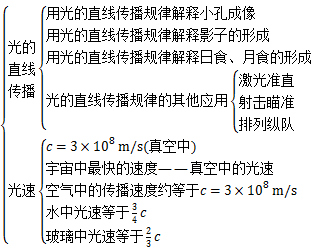 光的
直线
传播
用光的直线传播规律解释小孔成像
用光的直线传播规律解释影子的形成
用光的直线传播规律解释日食、月食的形成
光的直线传播规律的其他应用
激光准直
射击瞄准
排列纵队
光速
c=3×10⁸ m/s(真空中)
宇宙中最快的速度——真空中的光速
空气中的传播速度约等于c=3×10⁸ m/s
水中光速等于3/4 c
玻璃中光速等于2/3 c